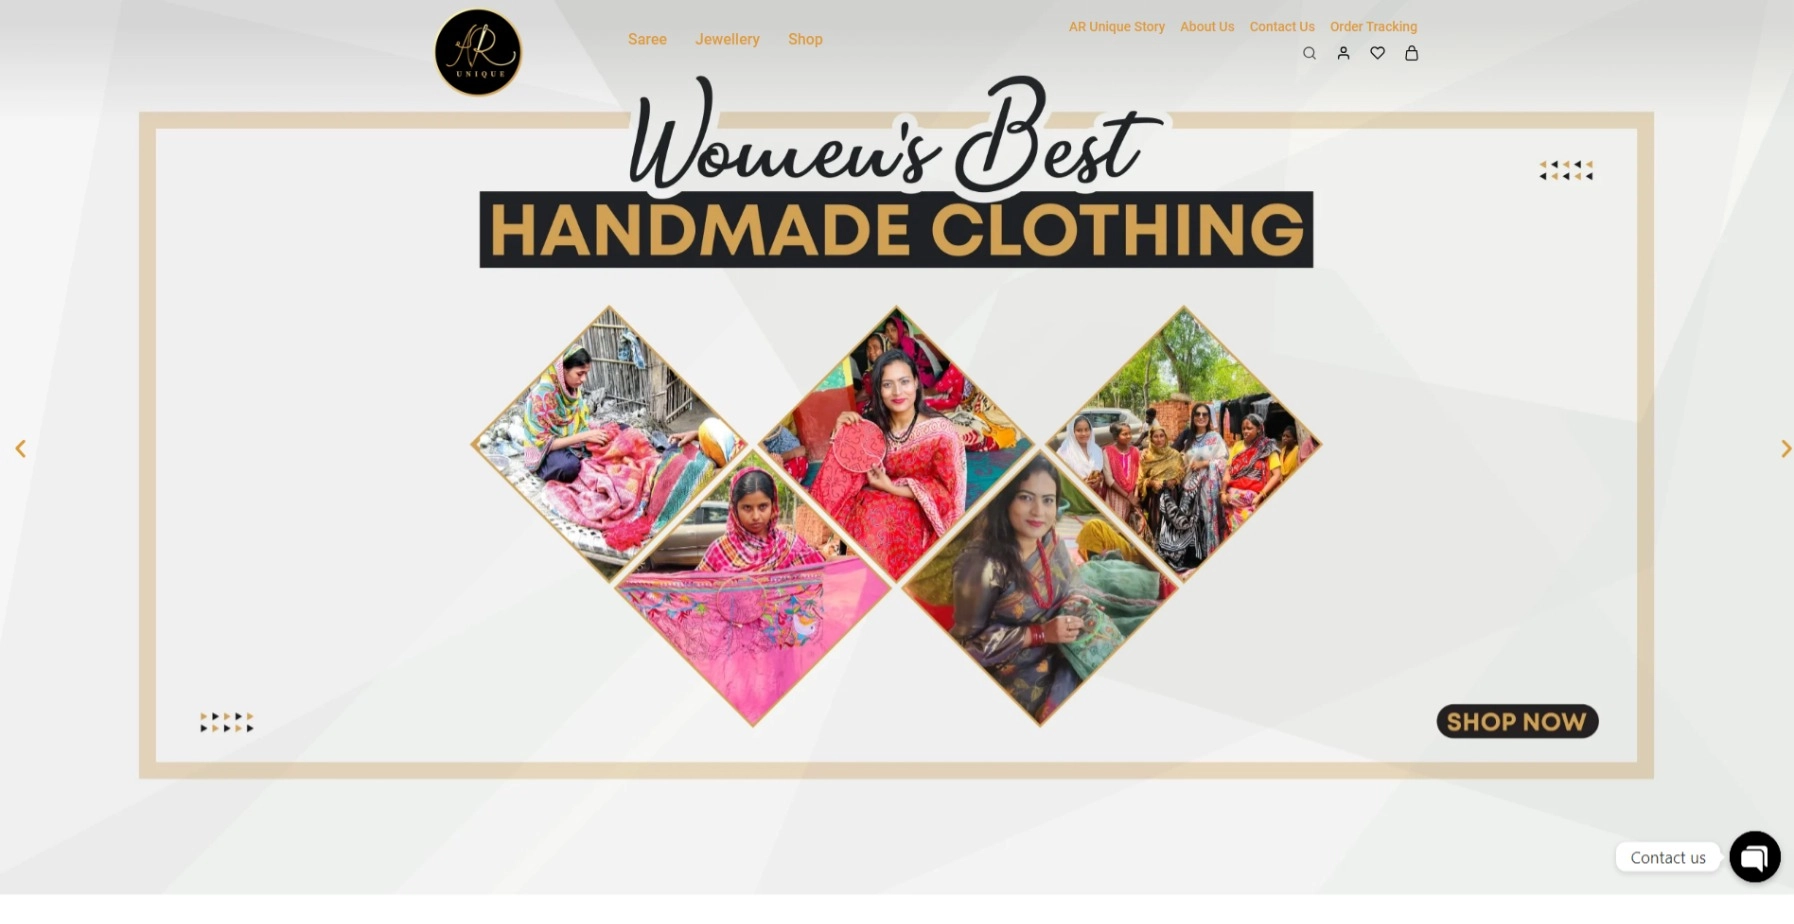 AR
UNIQUE
Saree Jewellery Shop
AR Unique Story About Us Contact Us Order Tracking
Women's Best
HANDMADE CLOTHING
SHOP NOW
Contact us